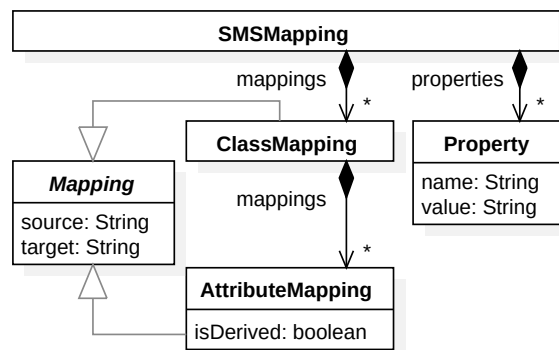 SMSMapping
mappings
properties
*
*
ClassMapping
Property
name: String
value: String
Mapping
source: String
target: String
mappings
*
AttributeMapping
isDerived: boolean